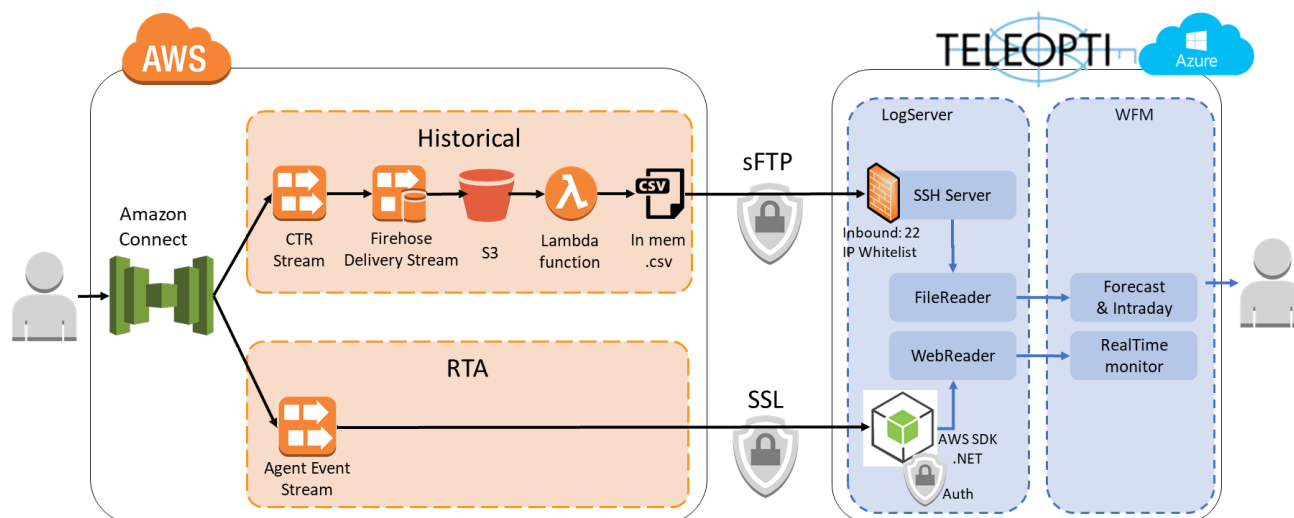 AWS
TELEOPTI
Azure
Historical
CTR
Stream
Firehose
Delivery Stream
S3
Lambda
function
CSV
In mem
.csv
Amazon
Connect
RTA
Agent Event
Stream
sFTP
SSL
LogServer
SSH Server
Inbound: 22
IP Whitelist
FileReader
WebReader
AWS SDK
.NET
Auth
WFM
Forecast
& Intraday
RealTime
monitor